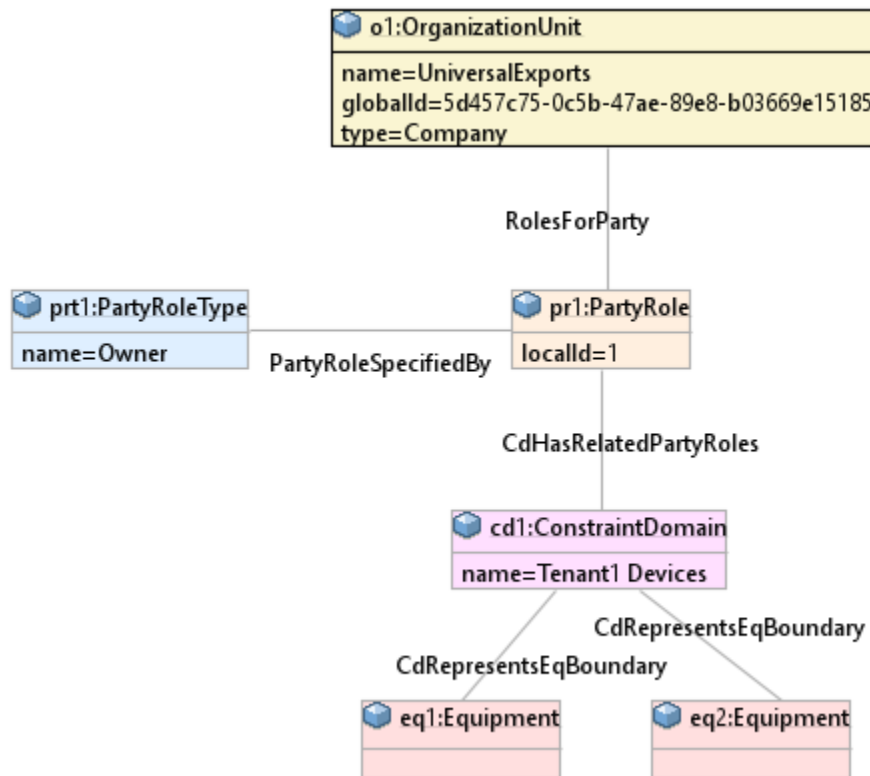 o1:OrganizationUnit
name=UniversalExports
globalId=5d457c75-0c5b-47ae-89e8-b03669e15185
type=Company
RolesForParty
prt1:PartyRoleType
name=Owner
PartyRoleSpecifiedBy
pr1:PartyRole
localId=1
CdHasRelatedPartyRoles
cd1:ConstraintDomain
name=Tenant1 Devices
CdRepresentsEqBoundary
CdRepresentsEqBoundary
eq1:Equipment
eq2:Equipment